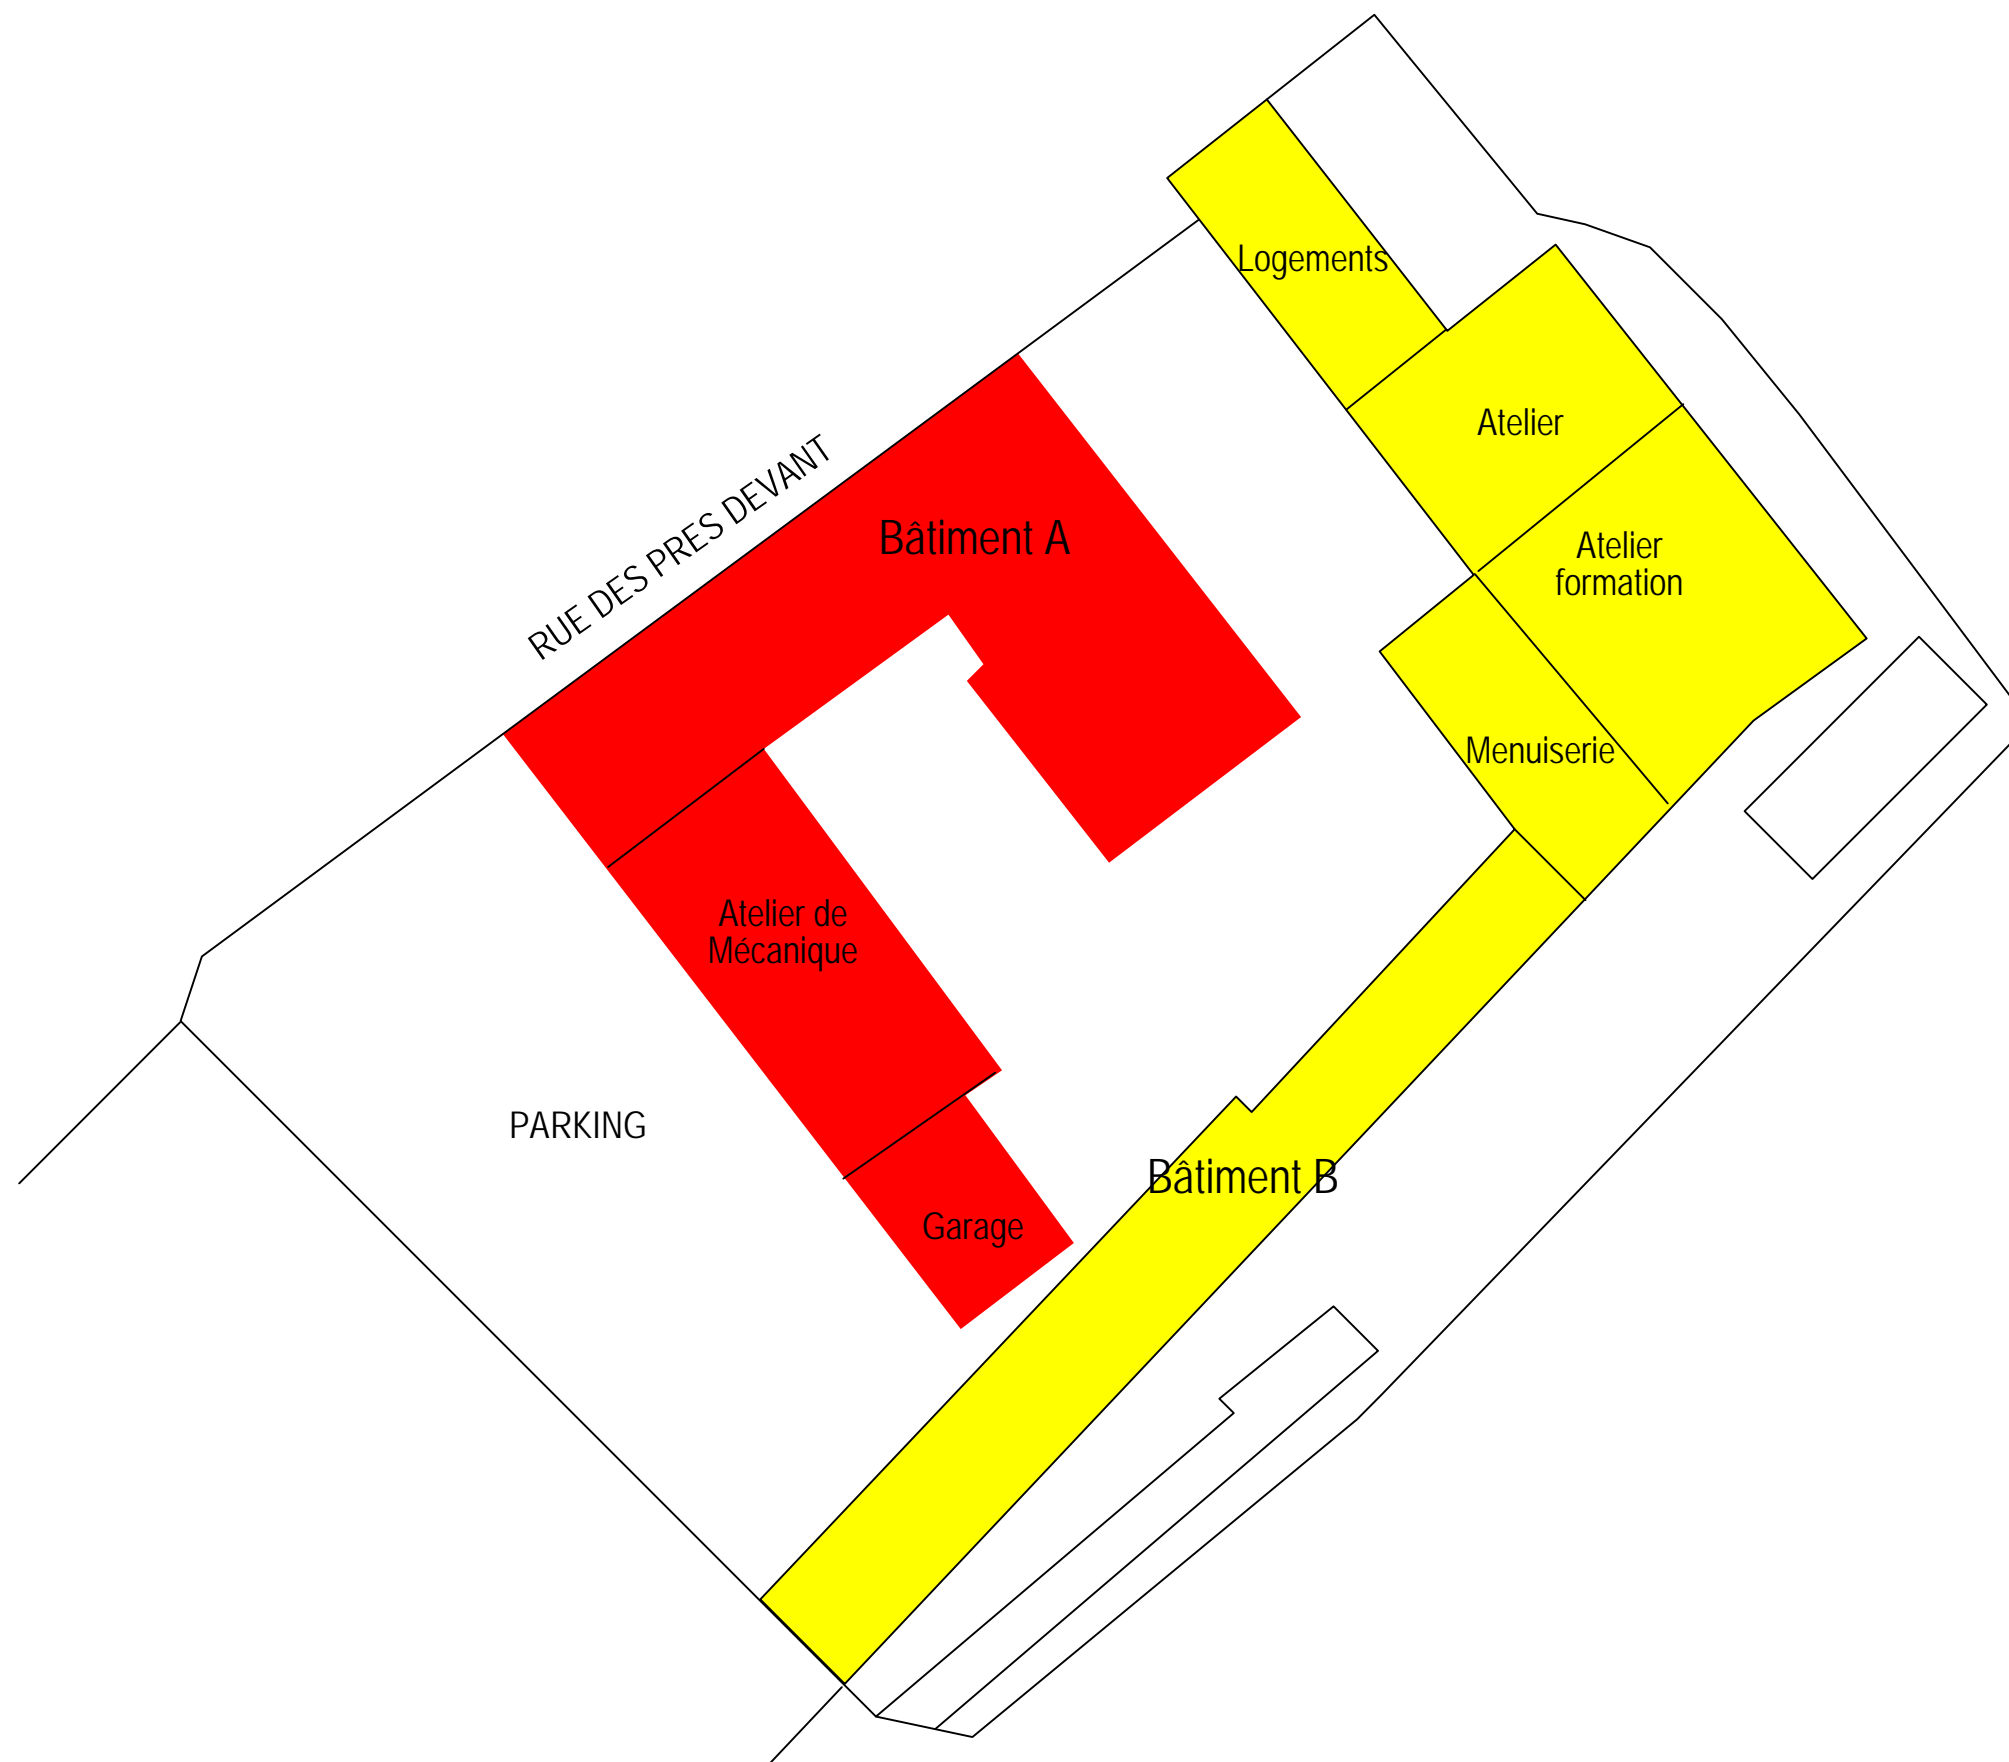 Logements
Atelier
RUE DES PRES DEVANT
Bâtiment A
Atelier
formation
Menuiserie
Atelier de
Mécanique
PARKING
Bâtiment B
Garage